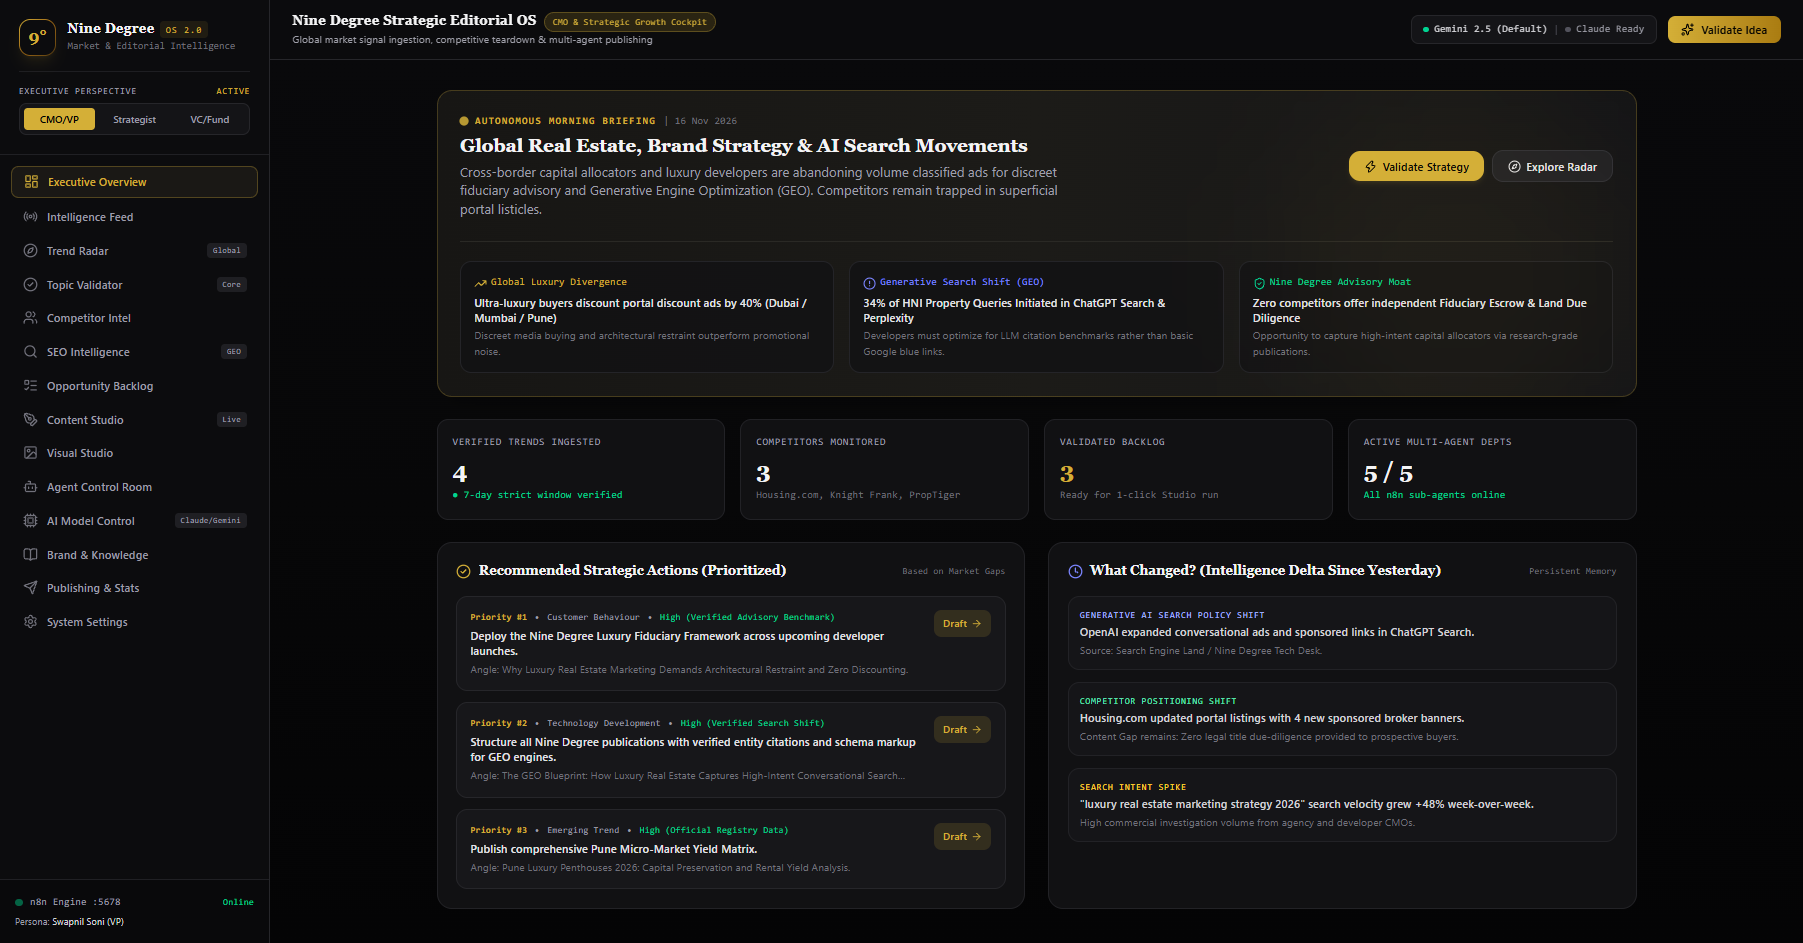 9°
Nine Degree OS 2.0
Market & Editorial Intelligence
EXECUTIVE PERSPECTIVE ACTIVE
CMO/VP Strategist VC/Fund
Executive Overview
Intelligence Feed
Trend Radar Global
Topic Validator Core
Competitor Intel
SEO Intelligence GEO
Opportunity Backlog
Content Studio Live
Visual Studio
Agent Control Room
AI Model Control Claude/Gemini
Brand & Knowledge
Publishing & Stats
System Settings
n8n Engine :5678 Online
Persona: Swapnil Soni (VP)
Nine Degree Strategic Editorial OS CMO & Strategic Growth Cockpit
Global market signal ingestion, competitive teardown & multi-agent publishing
Gemini 2.5 (Default) | Claude Ready
Validate Idea
AUTONOMOUS MORNING BRIEFING | 16 Nov 2026
Global Real Estate, Brand Strategy & AI Search Movements
Cross-border capital allocators and luxury developers are abandoning volume classified ads for discreet
fiduciary advisory and Generative Engine Optimization (GEO). Competitors remain trapped in superficial
portal listicles.
Validate Strategy
Explore Radar
Global Luxury Divergence
Ultra-luxury buyers discount portal discount ads by 40% (Dubai /
Mumbai / Pune)
Discreet media buying and architectural restraint outperform promotional
noise.
Generative Search Shift (GEO)
34% of HNI Property Queries Initiated in ChatGPT Search &
Perplexity
Developers must optimize for LLM citation benchmarks rather than basic
Google blue links.
Nine Degree Advisory Moat
Zero competitors offer independent Fiduciary Escrow & Land Due
Diligence
Opportunity to capture high-intent capital allocators via research-grade
publications.
VERIFIED TRENDS INGESTED
4
• 7-day strict window verified
COMPETITORS MONITORED
3
Housing.com, Knight Frank, PropTiger
VALIDATED BACKLOG
3
Ready for 1-click Studio run
ACTIVE MULTI-AGENT DEPTS
5 / 5
All n8n sub-agents online
Recommended Strategic Actions (Prioritized) Based on Market Gaps
Priority #1 • Customer Behaviour • High (Verified Advisory Benchmark)
Deploy the Nine Degree Luxury Fiduciary Framework across upcoming developer
launches.
Angle: Why Luxury Real Estate Marketing Demands Architectural Restraint and Zero Discounting.
Draft →
Priority #2 • Technology Development • High (Verified Search Shift)
Structure all Nine Degree publications with verified entity citations and schema markup
for GEO engines.
Angle: The GEO Blueprint: How Luxury Real Estate Captures High-Intent Conversational Search...
Draft →
Priority #3 • Emerging Trend • High (Official Registry Data)
Publish comprehensive Pune Micro-Market Yield Matrix.
Angle: Pune Luxury Penthouses 2026: Capital Preservation and Rental Yield Analysis.
Draft →
What Changed? (Intelligence Delta Since Yesterday) Persistent Memory
GENERATIVE AI SEARCH POLICY SHIFT
OpenAI expanded conversational ads and sponsored links in ChatGPT Search.
Source: Search Engine Land / Nine Degree Tech Desk.
COMPETITOR POSITIONING SHIFT
Housing.com updated portal listings with 4 new sponsored broker banners.
Content Gap remains: Zero legal title due-diligence provided to prospective buyers.
SEARCH INTENT SPIKE
"luxury real estate marketing strategy 2026" search velocity grew +48% week-over-week.
High commercial investigation volume from agency and developer CMOs.